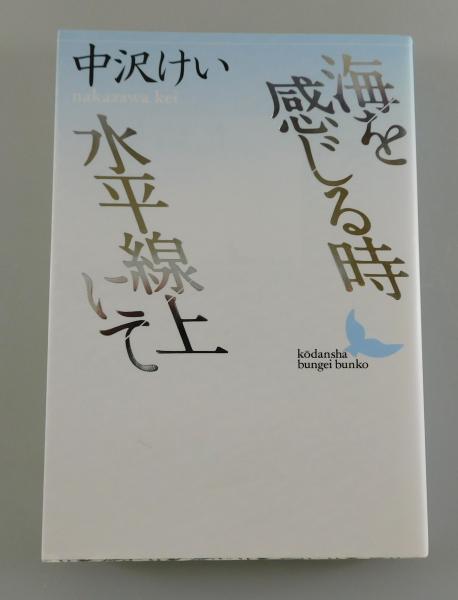 海を
感じる時
中沢けい
nakazawa kei
水平線上
にて
kōdansha
bungei bunko